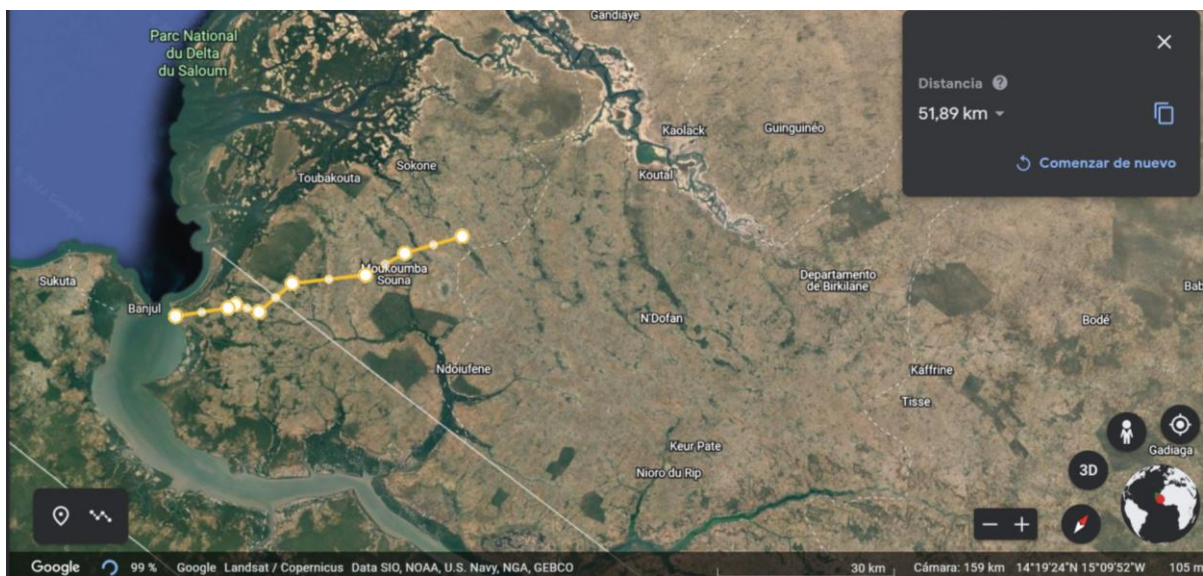 Gandiaye
Parc National
du Delta
du Saloum
Distancia ?
51,89 km
Comenzar de nuevo
Kaolack
Guinguinéo
Sokone
Koutal
Toubakouta
Moukoumba
Souna
Sukuta
Banjul
Departamento
de Birkilane
Bab
N'Dofan
Bodé
Ndoiufene
Kaffrine
Tisse
Keur Pate
Nioro du Rip
Gadiaga
3D
Google 99 % Google Landsat / Copernicus Data SIO, NOAA, U.S. Navy, NGA, GEBCO 30 km Cámara: 159 km 14°19'24"N 15°09'52"W 105 m